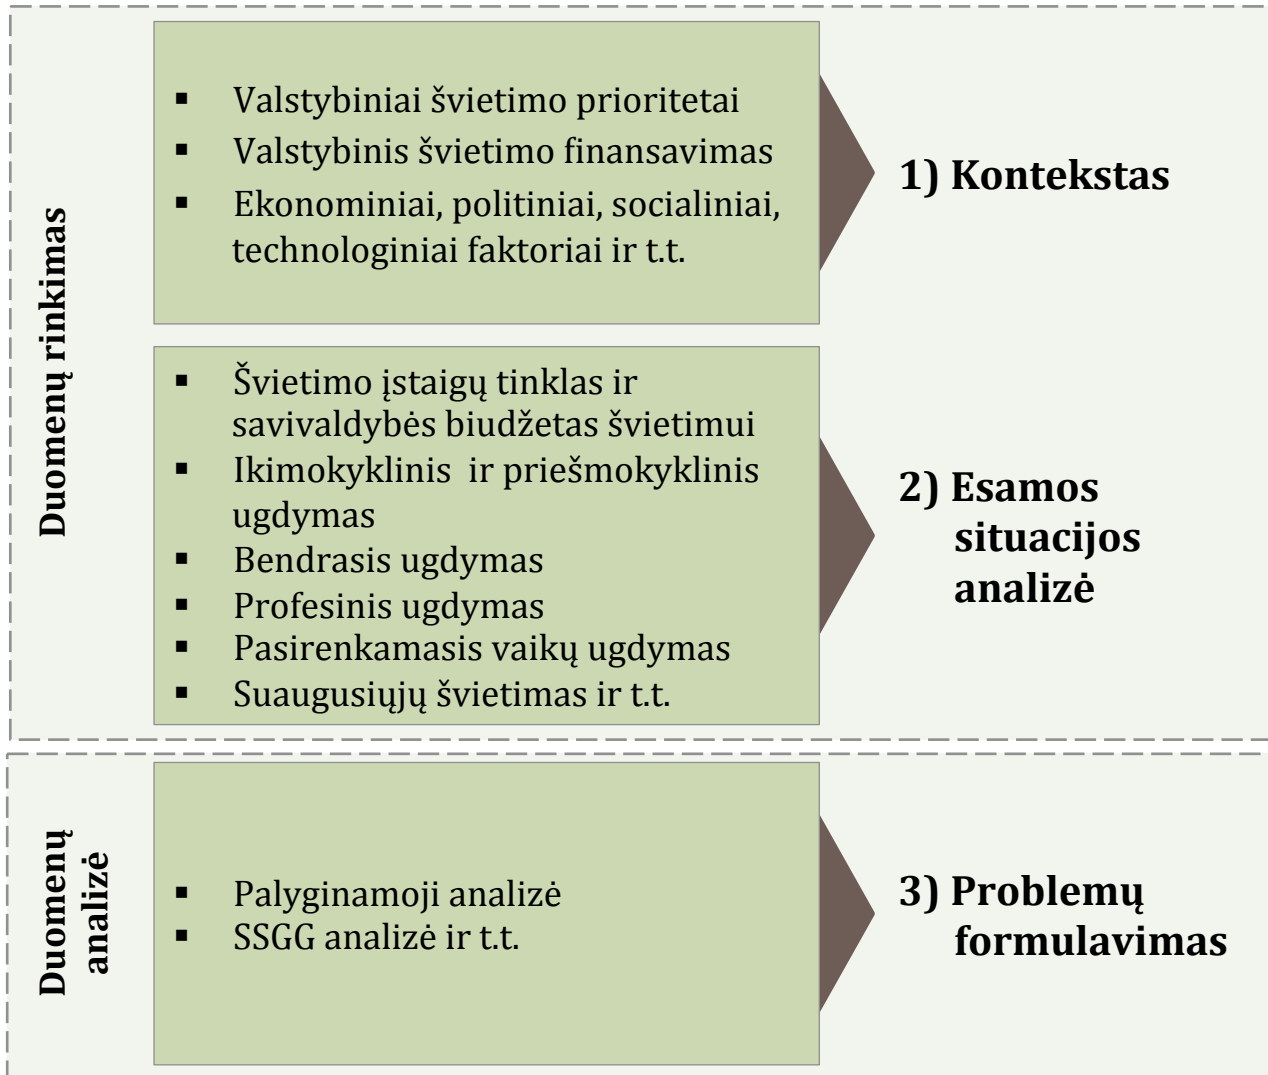 Duomenų rinkimas
▪ Valstybiniai švietimo prioritetai
▪ Valstybinis švietimo finansavimas
▪ Ekonominiai, politiniai, socialiniai,
technologiniai faktoriai ir t.t.
1) Kontekstas
▪ Švietimo įstaigų tinklas ir
savivaldybės biudžetas švietimui
▪ Ikimokyklinis ir priešmokyklinis
ugdymas
▪ Bendrasis ugdymas
▪ Profesinis ugdymas
▪ Pasirenkamasis vaikų ugdymas
▪ Suaugusiųjų švietimas ir t.t.
2) Esamos
situacijos
analizė
Duomenų
analizė
▪ Palyginamoji analizė
▪ SSGG analizė ir t.t.
3) Problemų
formulavimas